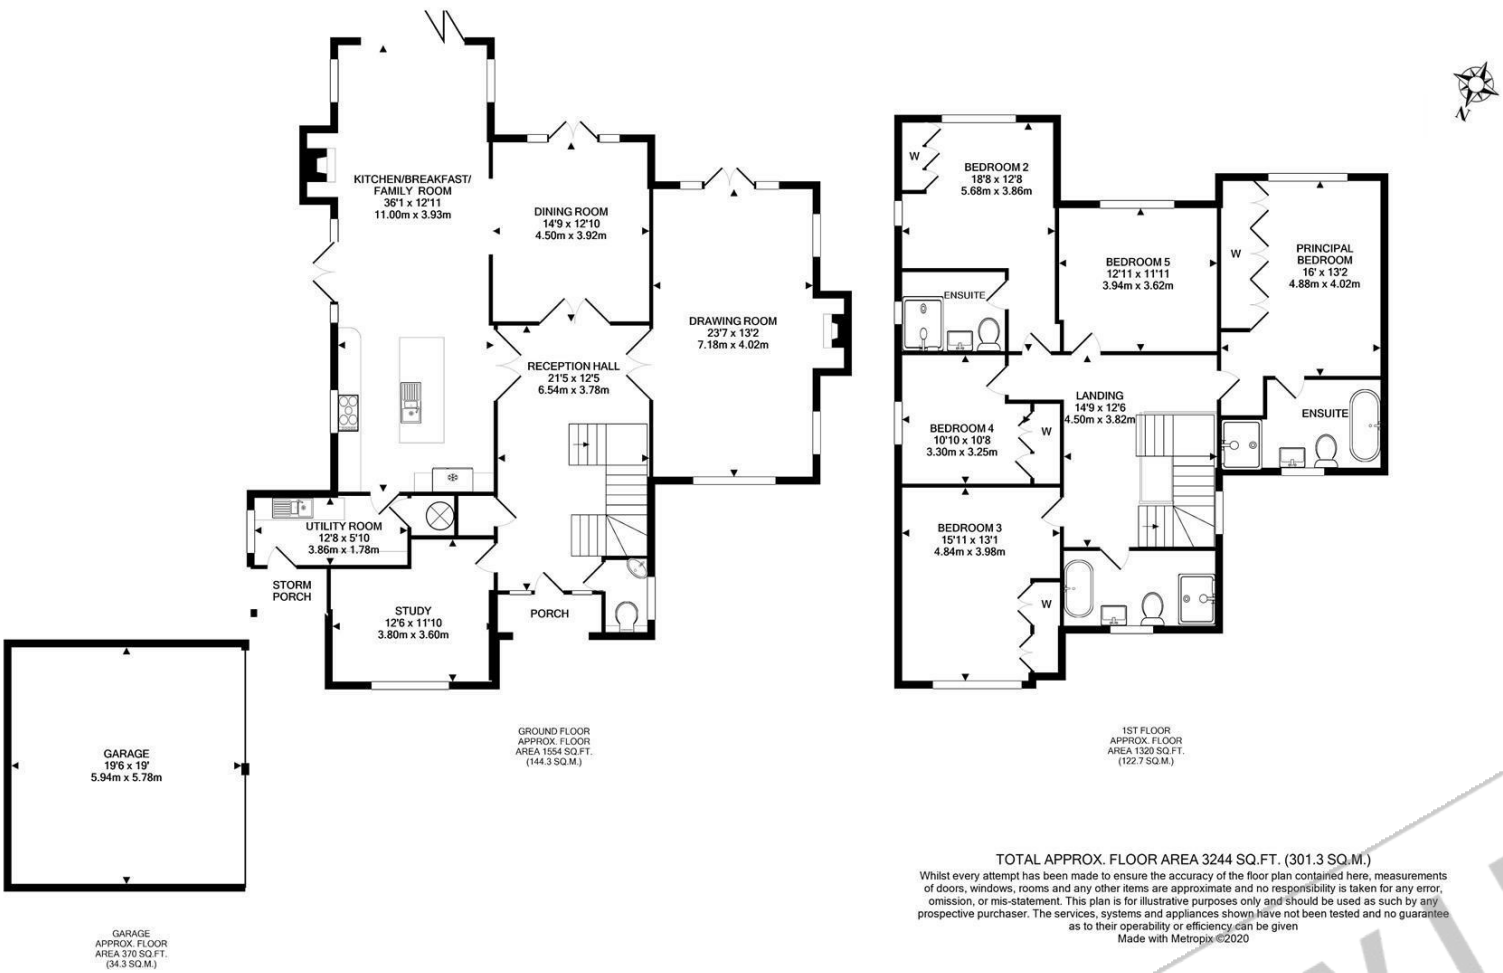 KITCHEN/BREAKFAST/
FAMILY ROOM
36'1 x 12'11
11.00m x 3.93m
DINING ROOM
14'9 x 12'10
4.50m x 3.92m
DRAWING ROOM
23'7 x 13'2
7.18m x 4.02m
RECEPTION HALL
21'5 x 12'5
6.54m x 3.78m
UTILITY ROOM
12'8 x 5'10
3.86m x 1.78m
STORM
PORCH
STUDY
12'6 x 11'10
3.80m x 3.60m
PORCH
GARAGE
19'6 x 19'
5.94m x 5.78m
GROUND FLOOR
APPROX. FLOOR
AREA 1554 SQ.FT.
(144.3 SQ.M.)
GARAGE
APPROX. FLOOR
AREA 370 SQ.FT.
(34.3 SQ.M.)
N
W
BEDROOM 2
18'8 x 12'8
5.68m x 3.86m
BEDROOM 5
12'11 x 11'11
3.94m x 3.62m
W
PRINCIPAL
BEDROOM
16' x 13'2
4.88m x 4.02m
ENSUITE
LANDING
14'9 x 12'6
4.50m x 3.82m
ENSUITE
BEDROOM 4
10'10 x 10'8
3.30m x 3.25m
W
BEDROOM 3
15'11 x 13'1
4.84m x 3.98m
W
1ST FLOOR
APPROX. FLOOR
AREA 1320 SQ.FT.
(122.7 SQ.M.)
TOTAL APPROX. FLOOR AREA 3244 SQ.FT. (301.3 SQ.M.)
Whilst every attempt has been made to ensure the accuracy of the floor plan contained here, measurements
of doors, windows, rooms and any other items are approximate and no responsibility is taken for any error,
omission, or mis-statement. This plan is for illustrative purposes only and should be used as such by any
prospective purchaser. The services, systems and appliances shown have not been tested and no guarantee
as to their operability or efficiency can be given
Made with Metropix ©2020